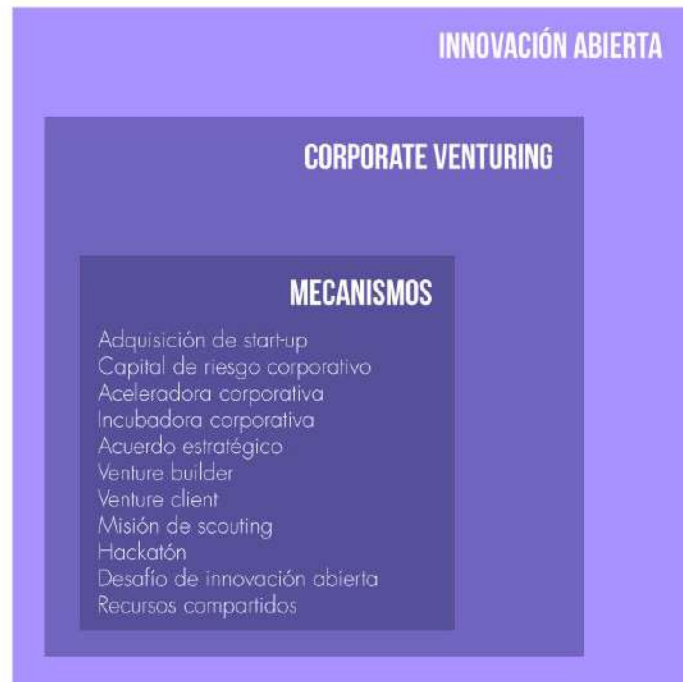 INNOVACIÓN ABIERTA
CORPORATE VENTURING
MECANISMOS
Adquisición de start-up
Capital de riesgo corporativo
Aceleradora corporativa
Incubadora corporativa
Acuerdo estratégico
Venture builder
Venture client
Misión de scouting
Hackatón
Desafío de innovación abierta
Recursos compartidos